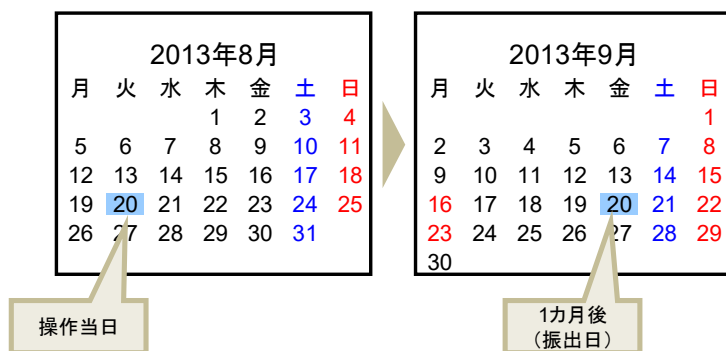 2013年8月
月 火 水 木 金 土 日
1 2 3 4
5 6 7 8 9 10 11
12 13 14 15 16 17 18
19 20 21 22 23 24 25
26 27 28 29 30 31
操作当日
2013年9月
月 火 水 木 金 土 日
1
2 3 4 5 6 7 8
9 10 11 12 13 14 15
16 17 18 19 20 21 22
23 24 25 26 27 28 29
30
1カ月後
（振出日）